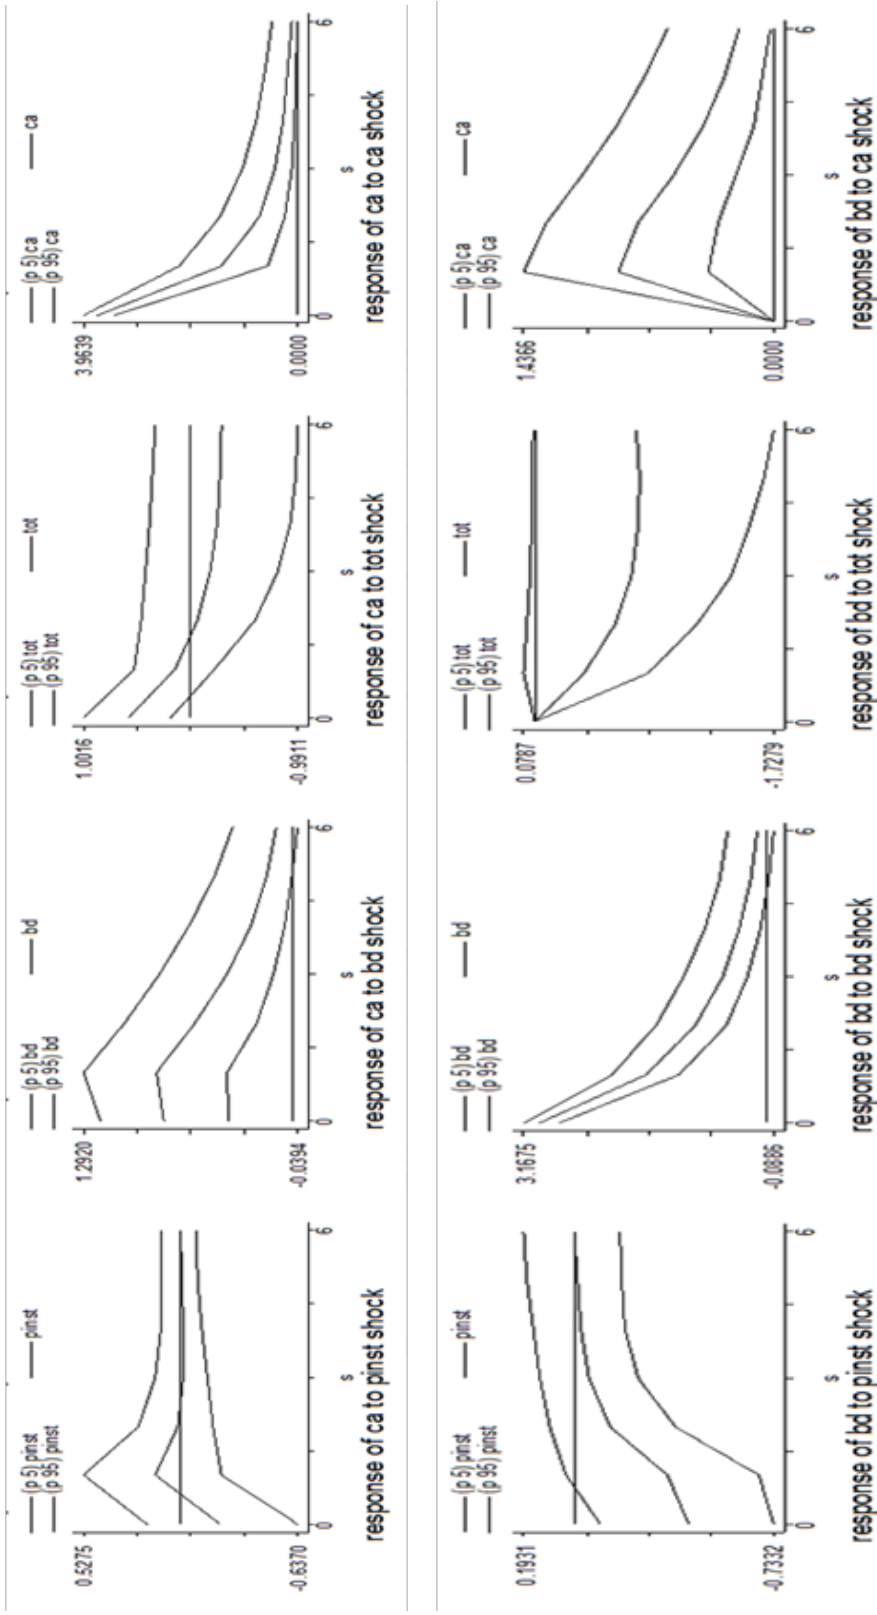 (p 5) pinst pinst
(p 95) pinst
0.5275
-0.6370
0 s 6
response of ca to pinst shock
(p 5) bd bd
(p 95) bd
1.2920
-0.0394
0 s 6
response of ca to bd shock
(p 5) tot tot
(p 95) tot
1.0016
-0.9911
0 s 6
response of ca to tot shock
(p 5) ca ca
(p 95) ca
3.9639
0.0000
0 s 6
response of ca to ca shock
(p 5) pinst pinst
(p 95) pinst
0.1931
-0.7332
0 s 6
response of bd to pinst shock
(p 5) bd bd
(p 95) bd
3.1675
-0.0886
0 s 6
response of bd to bd shock
(p 5) tot tot
(p 95) tot
0.0787
-1.7279
0 s 6
response of bd to tot shock
(p 5) ca ca
(p 95) ca
1.4366
0.0000
0 s 6
response of bd to ca shock